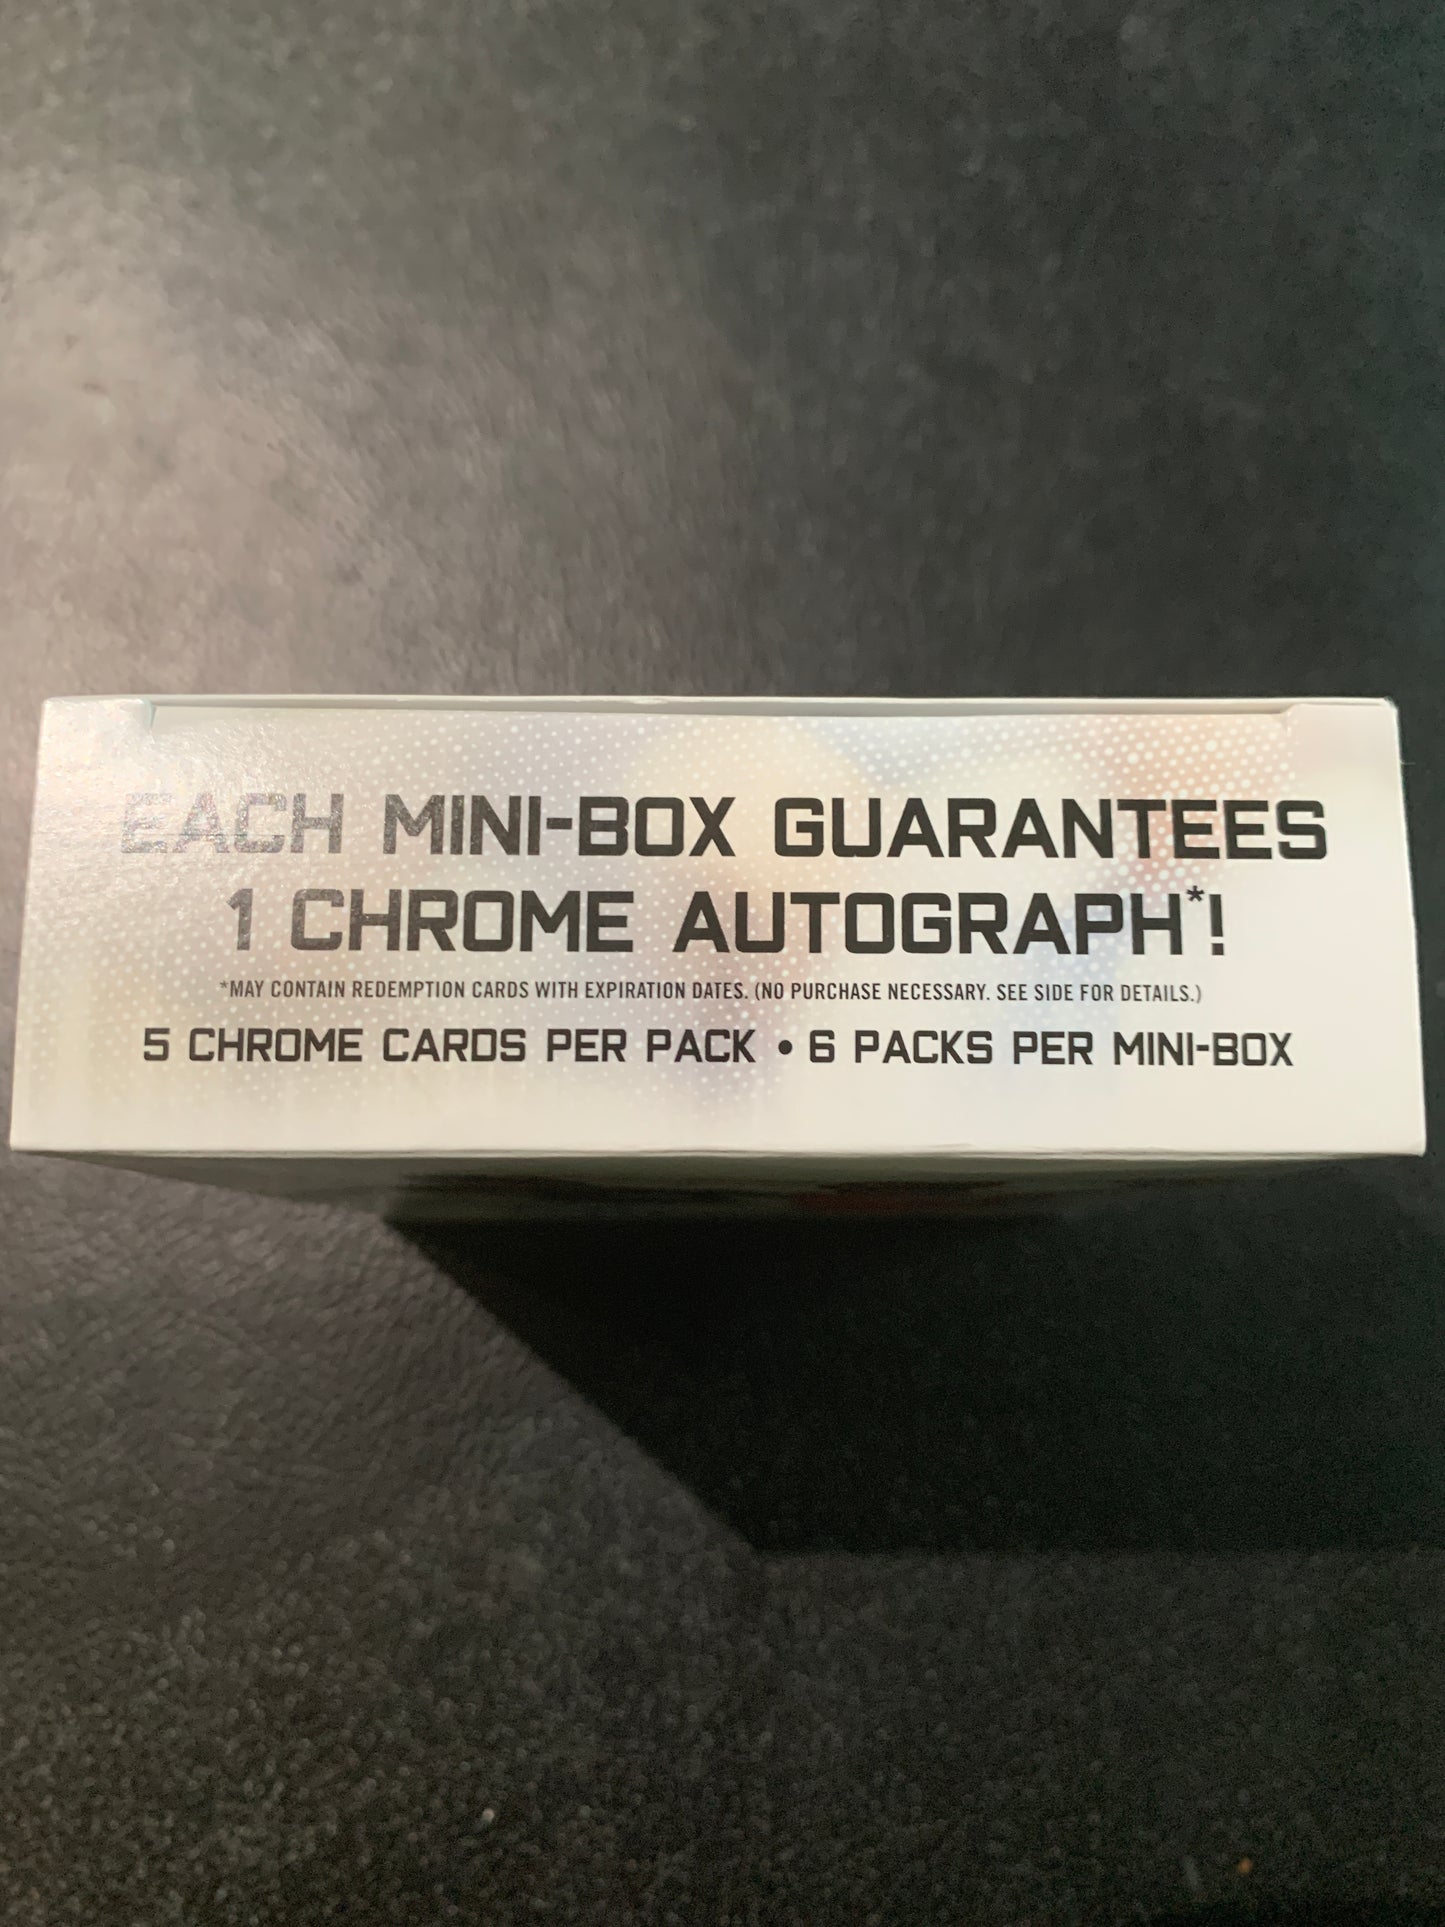 EACH MINI-BOX GUARANTEES
1 CHROME AUTOGRAPH*!
*MAY CONTAIN REDEMPTION CARDS WITH EXPIRATION DATES. (NO PURCHASE NECESSARY. SEE SIDE FOR DETAILS.)
5 CHROME CARDS PER PACK • 6 PACKS PER MINI-BOX